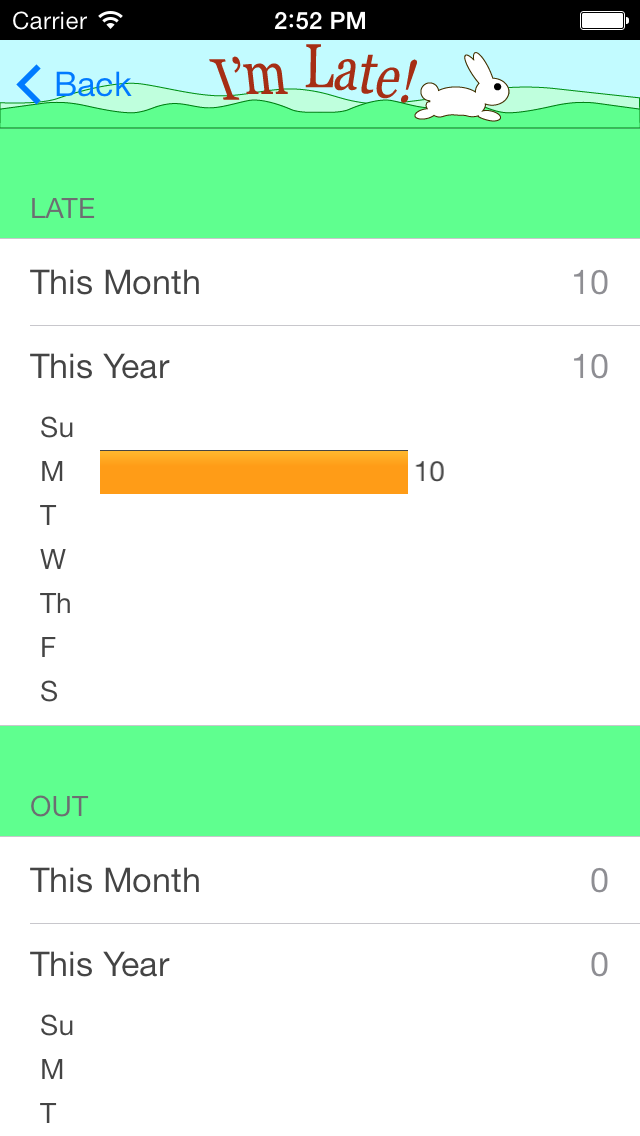 Carrier 2:52 PM
Back I'm Late!
LATE
This Month 10
This Year 10
Su
M 10
T
W
Th
F
S
OUT
This Month 0
This Year 0
Su
M
T